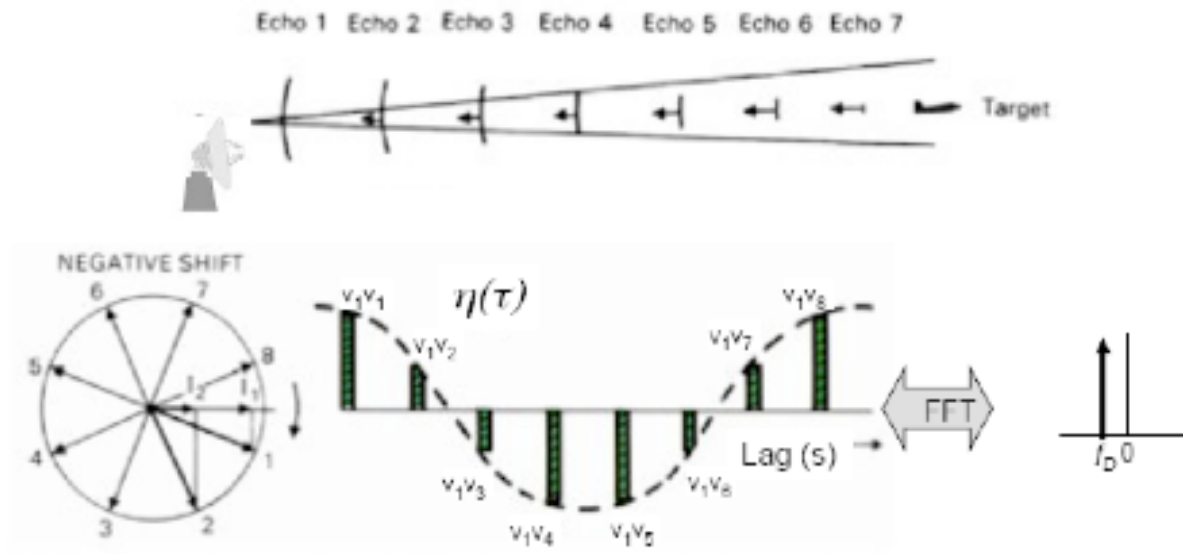 Echo 1 Echo 2 Echo 3 Echo 4 Echo 5 Echo 6 Echo 7
Target
NEGATIVE SHIFT
6 7
5 8
4 1
3 2
I₂ I₁
η(τ)
v₁v₁
v₁v₂
v₁v₃
v₁v₄
v₁v₅
v₁v₆
v₁v₇
v₁v₈
Lag (s)
FFT
f_D 0